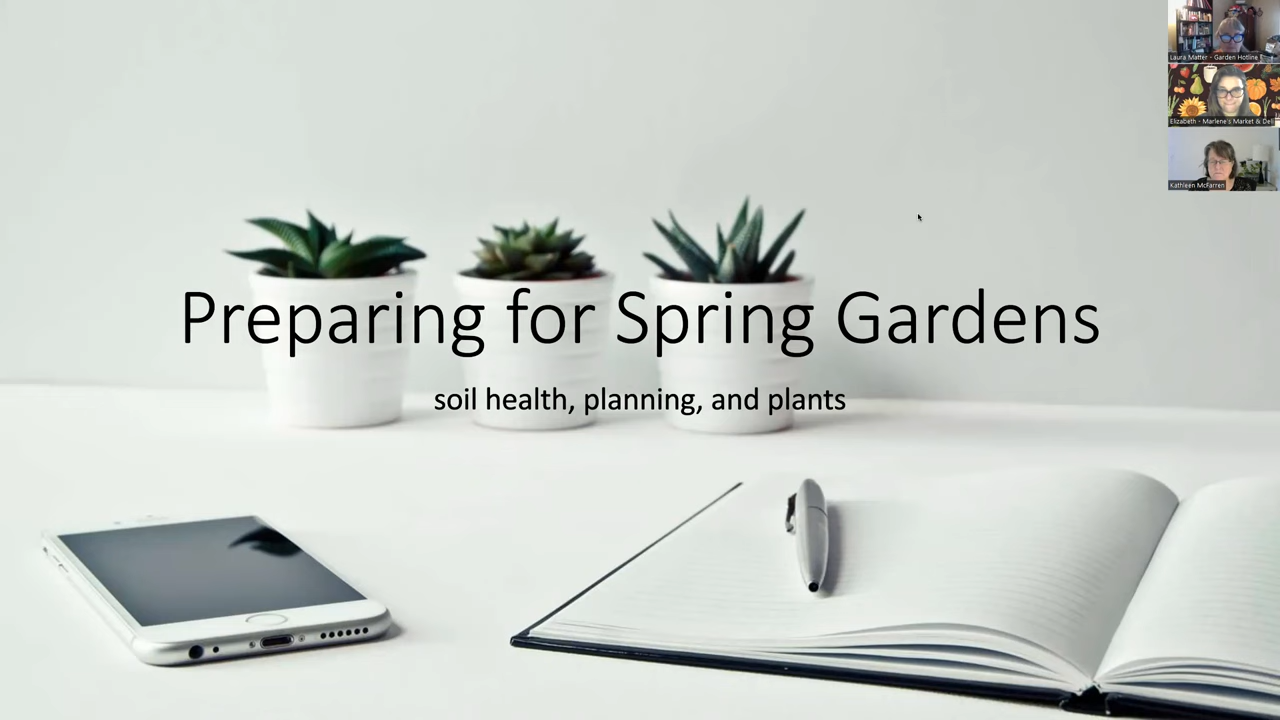 Laura Matter - Garden Hotline
Elizabeth - Marlene's Market & Deli
Kathleen McFarren
Preparing for Spring Gardens
soil health, planning, and plants